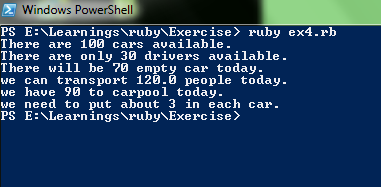 Windows PowerShell
PS E:\Learnings\ruby\Exercise> ruby ex4.rb
There are 100 cars available.
There are only 30 drivers available.
There will be 70 empty car today.
we can transport 120.0 people today.
we have 90 to carpool today.
we need to put about 3 in each car.
PS E:\Learnings\ruby\Exercise>